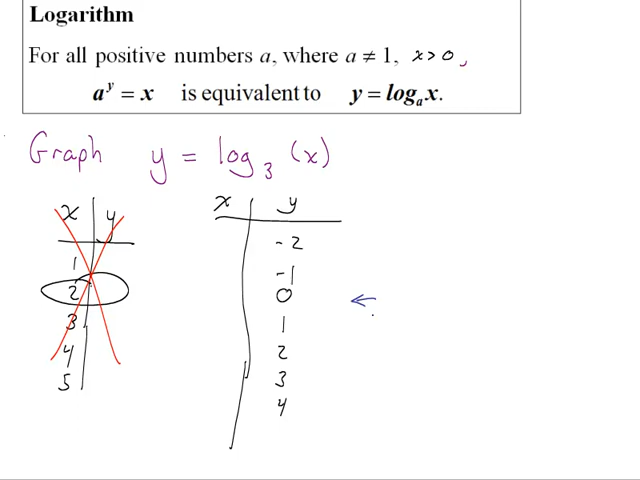 Logarithm
For all positive numbers a, where a ≠ 1, x > 0,
a^y = x is equivalent to y = log_a x.
Graph y = log_3 (x)
x y
1
2
3
4
5
x y
-2
-1
0
1
2
3
4